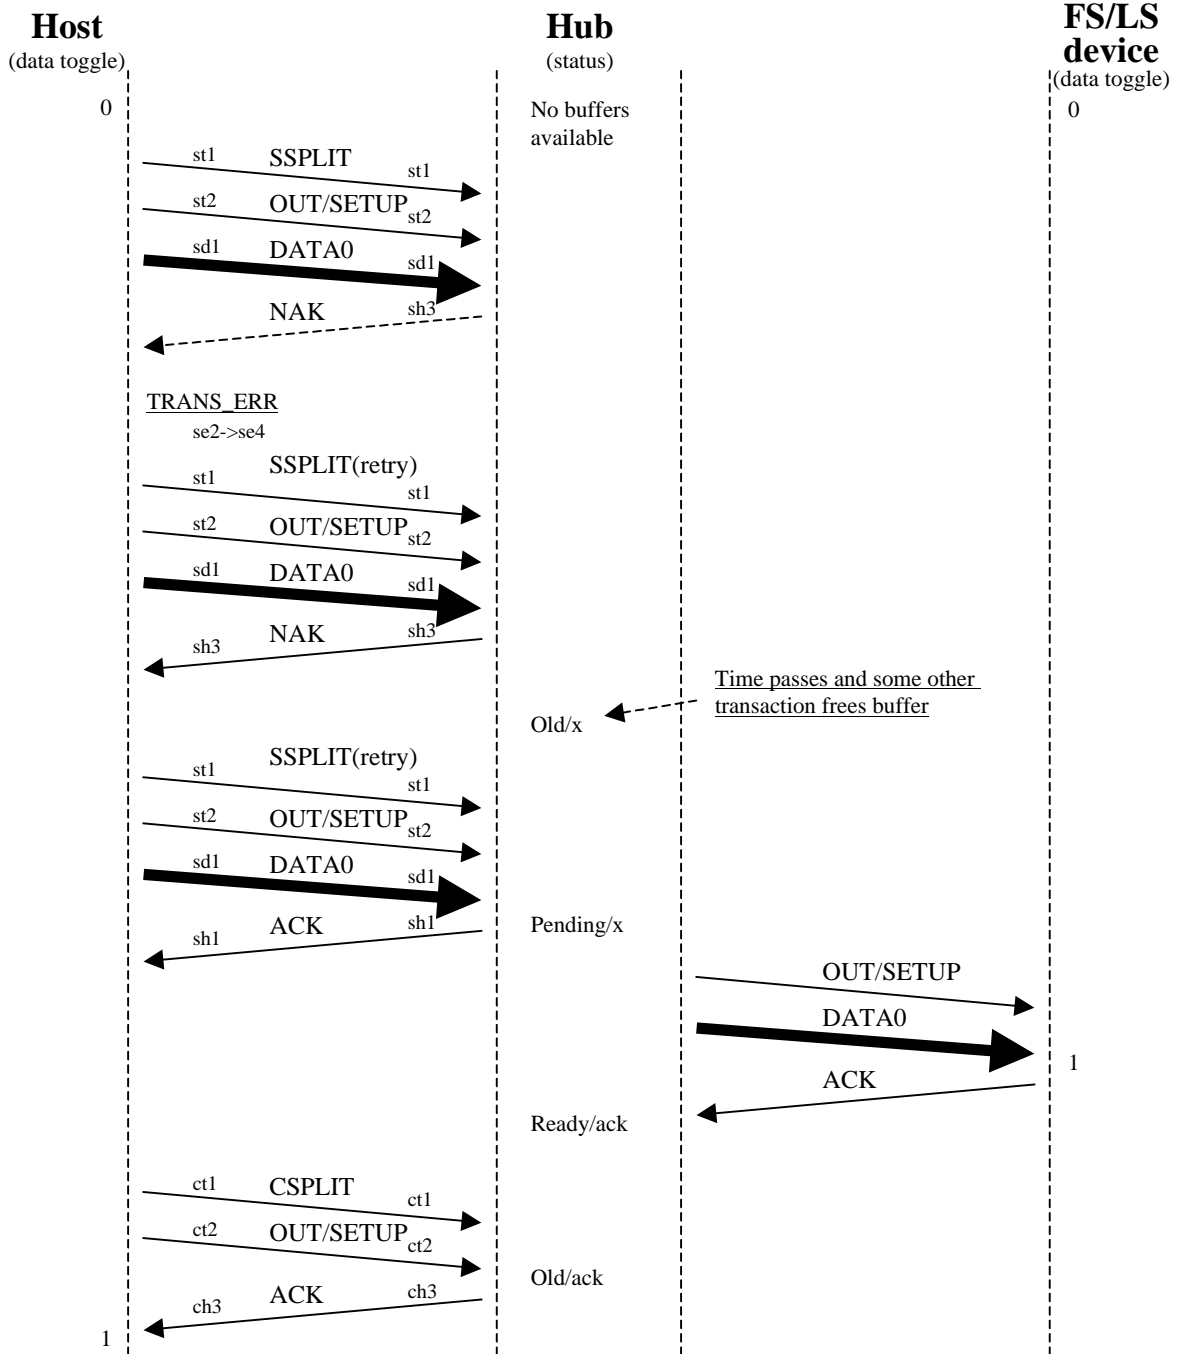 Host
(data toggle)
Hub
(status)
FS/LS
device
(data toggle)
0
No buffers
available
0
st1 SSPLIT st1
st2 OUT/SETUP st2
sd1 DATA0 sd1
NAK sh3
TRANS_ERR
se2->se4
SSPLIT(retry)
st1 st1
st2 OUT/SETUP st2
sd1 DATA0 sd1
sh3 NAK sh3
Time passes and some other
transaction frees buffer
Old/x
SSPLIT(retry)
st1 st1
st2 OUT/SETUP st2
sd1 DATA0 sd1
sh1 ACK sh1
Pending/x
OUT/SETUP
DATA0
1
ACK
Ready/ack
ct1 CSPLIT ct1
ct2 OUT/SETUP ct2
Old/ack
ch3 ACK ch3
1